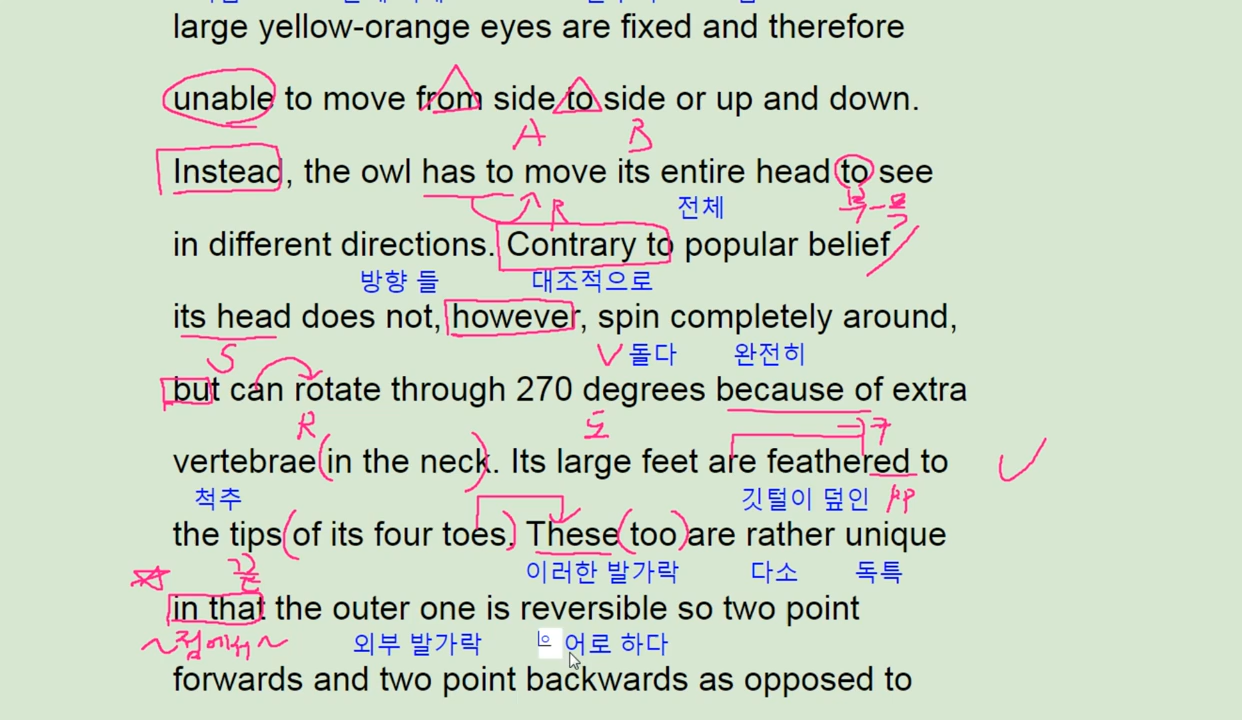 large yellow-orange eyes are fixed and therefore
unable to move from side to side or up and down.
A B
Instead, the owl has to move its entire head to see
R 전체 부-목
in different directions. Contrary to popular belief
방향 들 대조적으로
its head does not, however, spin completely around,
S V 돌다 완전히
but can rotate through 270 degrees because of extra
R 도 구
vertebrae (in the neck). Its large feet are feathered to
척추 깃털이 덮인 pp
the tips (of its four toes.) These (too) are rather unique
끝 이러한 발가락 다소 독특
in that the outer one is reversible so two point
~점에서~ 외부 발가락 어로 하다
forwards and two point backwards as opposed to